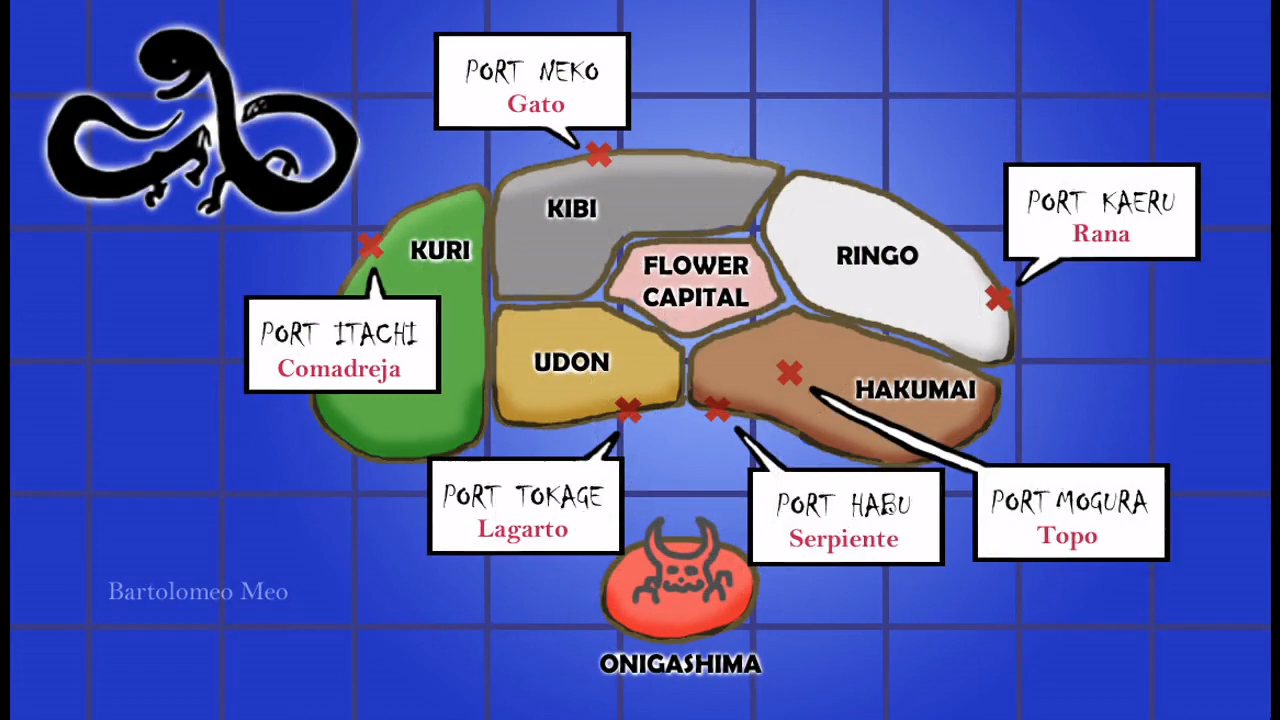 PORT NEKO
Gato
PORT KAERU
Rana
KIBI
KURI
RINGO
FLOWER
CAPITAL
PORT ITACHI
Comadreja
UDON
HAKUMAI
PORT TOKAGE
Lagarto
PORT HABU
Serpiente
PORT MOGURA
Topo
Bartolomeo Meo
ONIGASHIMA